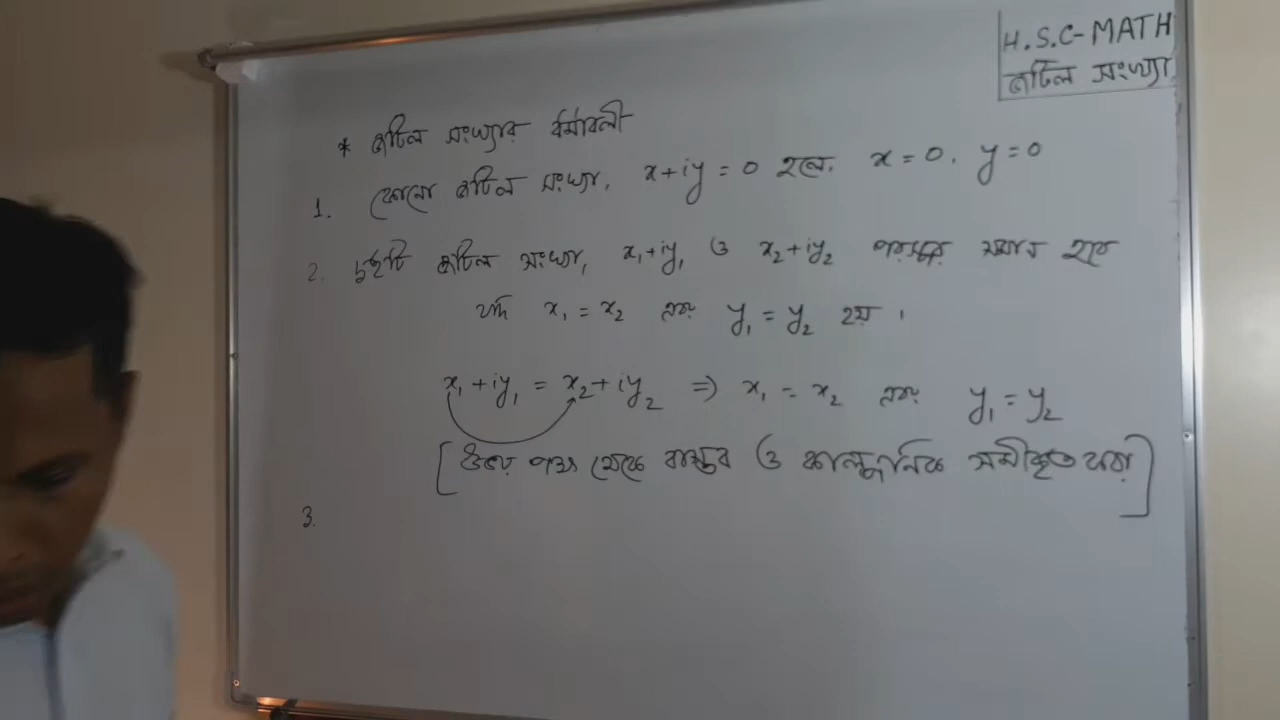 H.S.C-MATH
জটিল সংখ্যা
* জটিল সংখ্যার ধর্মাবলী
1. কোনো জটিল সংখ্যা, x+iy = 0 হলে, x = 0, y = 0
2. দুইটি জটিল সংখ্যা, x₁+iy₁ ও x₂+iy₂ পরস্পর সমান হবে
যদি x₁ = x₂ এবং y₁ = y₂ হয়।
x₁+iy₁ = x₂+iy₂ ⇒ x₁ = x₂ এবং y₁ = y₂
[উভয় পক্ষ থেকে বাস্তব ও কাল্পনিক সমীকৃত করা]
3.